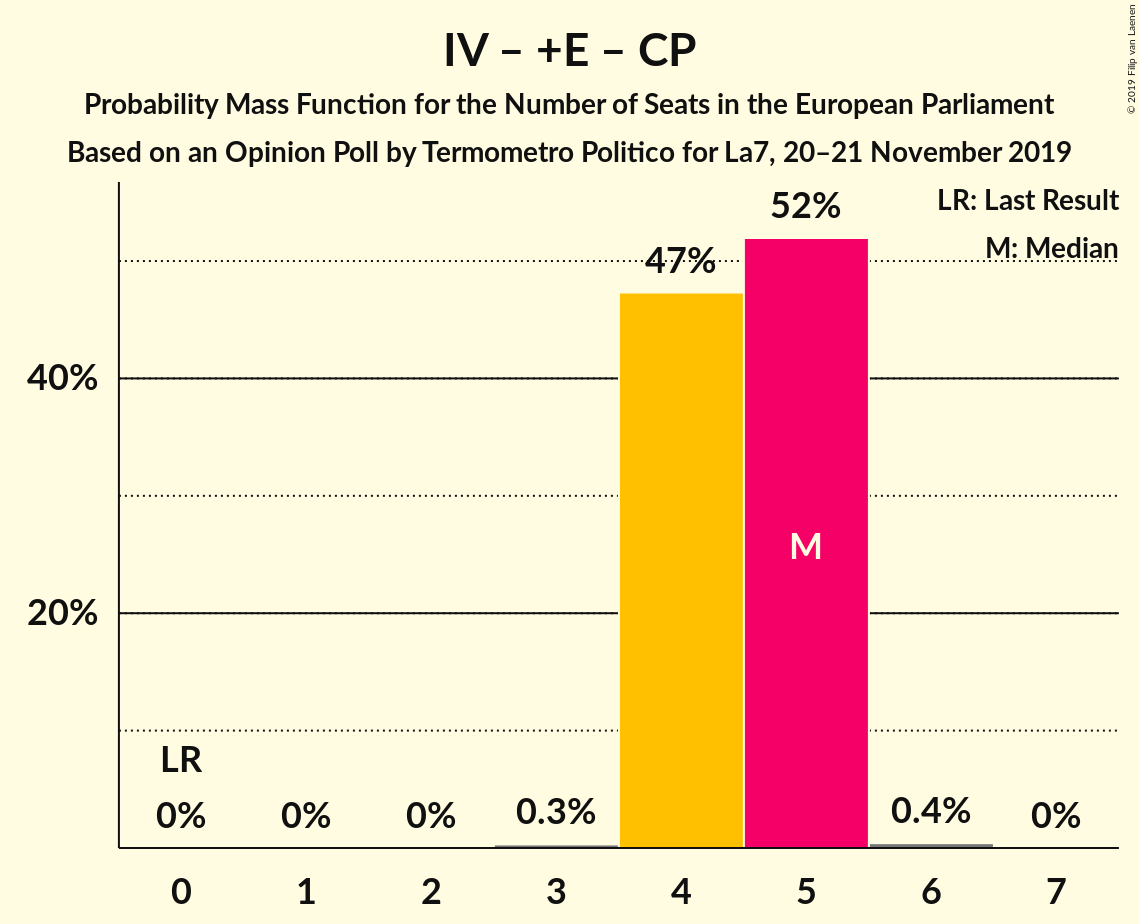 IV – +E – CP
Probability Mass Function for the Number of Seats in the European Parliament
Based on an Opinion Poll by Termometro Politico for La7, 20–21 November 2019
© 2019 Filip van Laenen
LR: Last Result
M: Median
52%
47%
40%
M
20%
LR
0%
0%
0%
0.3%
0.4%
0%
0
1
2
3
4
5
6
7